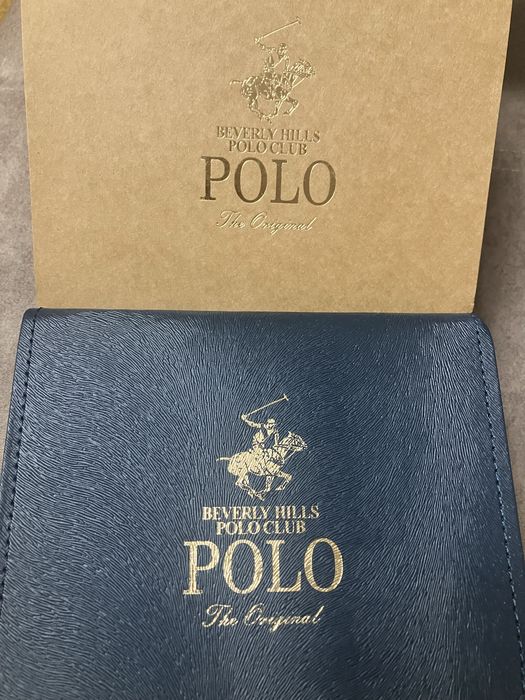 BEVERLY HILLS
POLO CLUB
POLO
The Original
BEVERLY HILLS
POLO CLUB
POLO
The Original